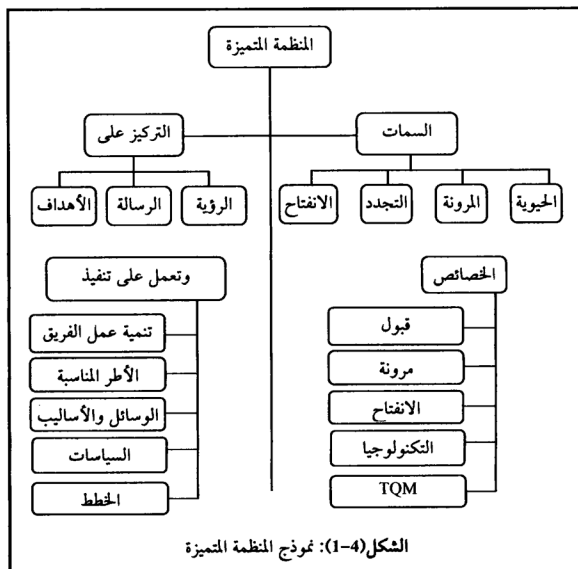 المنظمة المتميزة
السمات
التركيز على
الحيوية
المرونة
التجدد
الانفتاح
الرؤية
الرسالة
الأهداف
الخصائص
قبول
مرونة
الانفتاح
التكنولوجيا
TQM
وتعمل على تنفيذ
تنمية عمل الفريق
الأطر المناسبة
الوسائل والأساليب
السياسات
الخطط
الشكل(4-1): نموذج المنظمة المتميزة